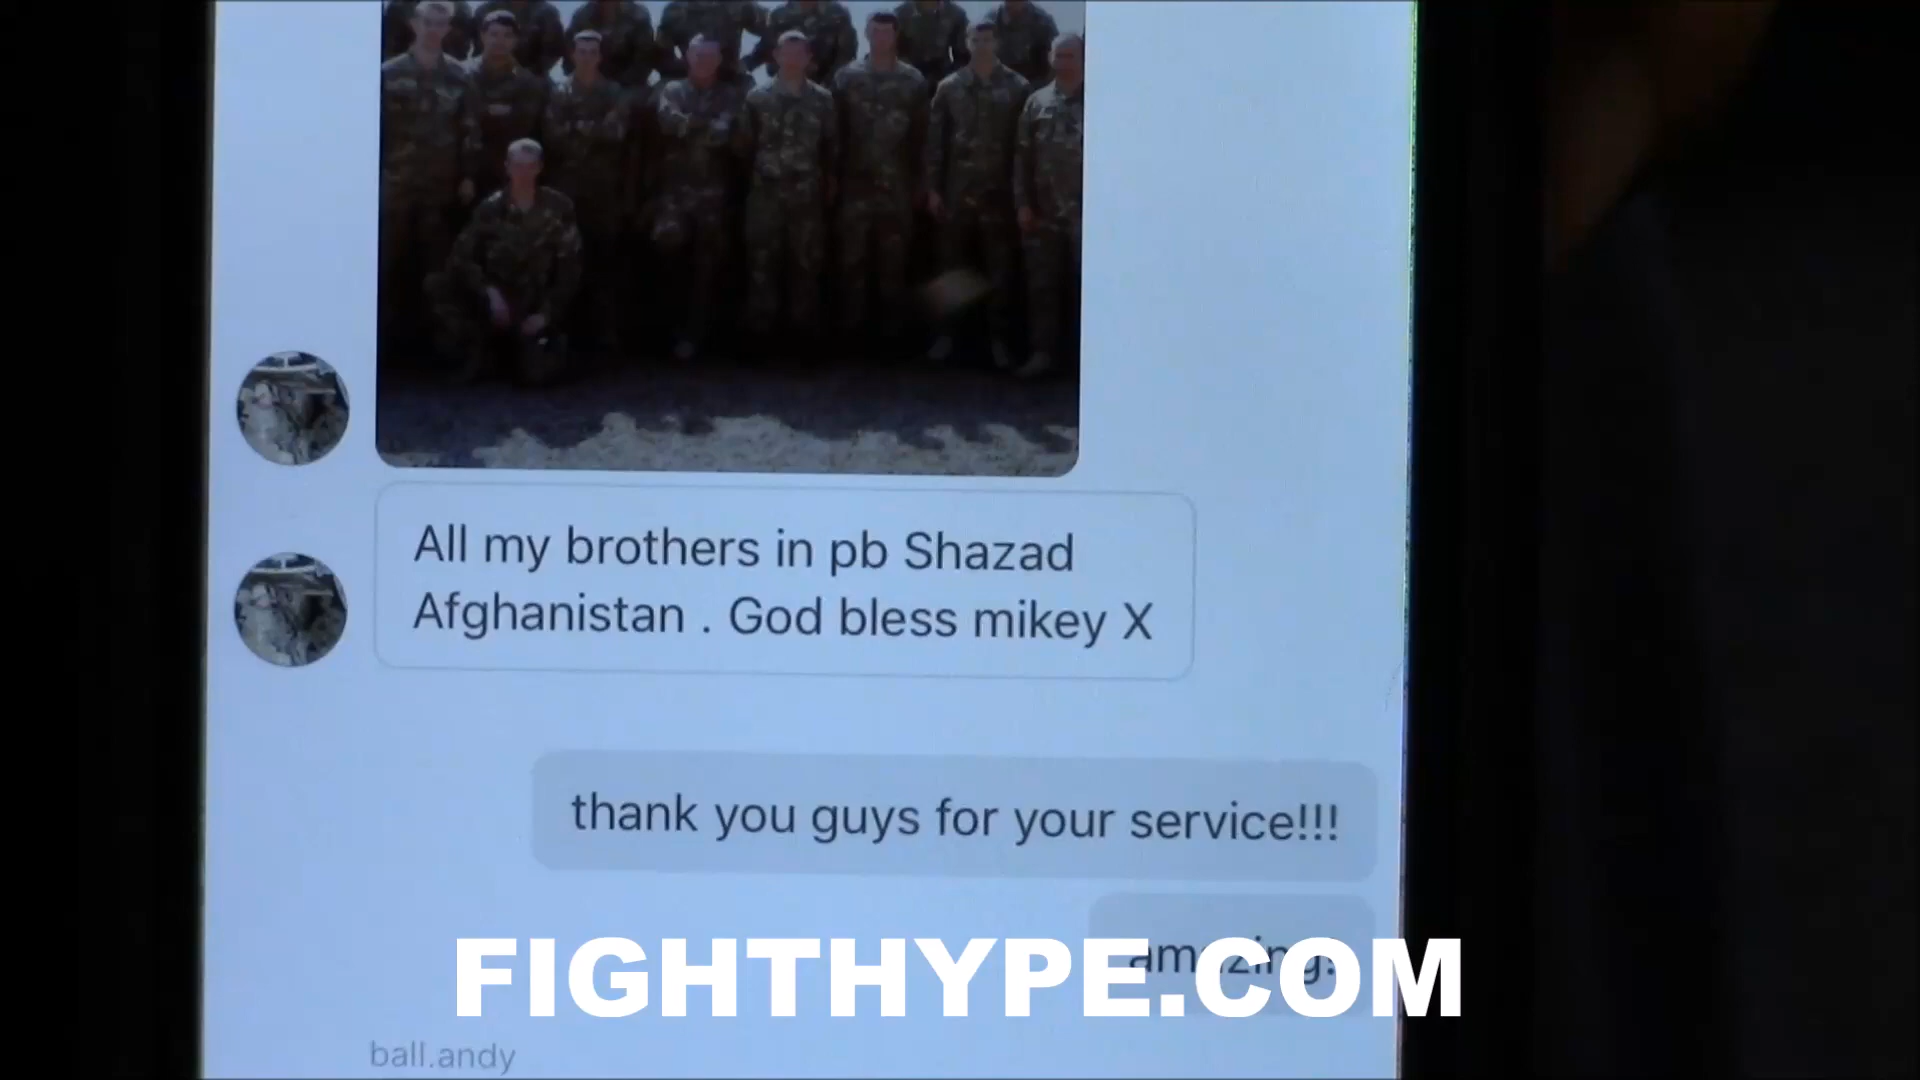 All my brothers in pb Shazad
Afghanistan . God bless mikey X
thank you guys for your service!!!
amazing!
FIGHTHYPE.COM
ball.andy